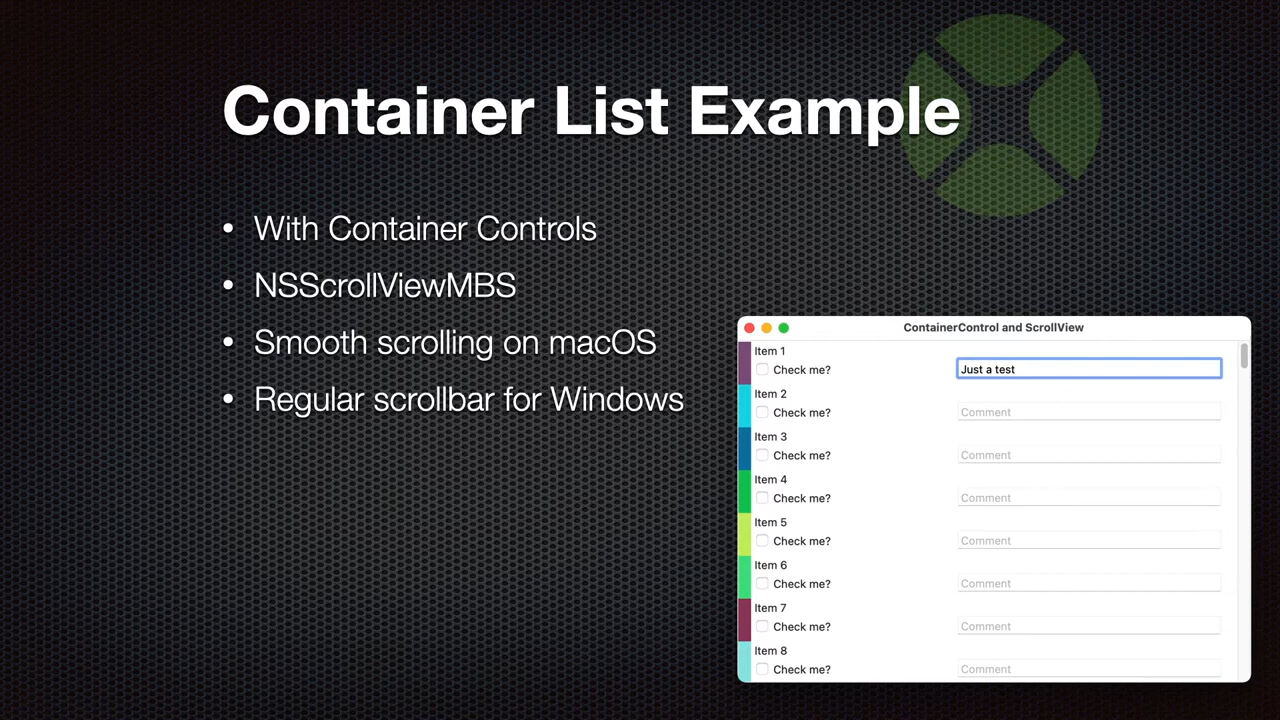 Container List Example
• With Container Controls
• NSScrollViewMBS
• Smooth scrolling on macOS
• Regular scrollbar for Windows
ContainerControl and ScrollView
Item 1
Check me? Just a test
Item 2
Check me? Comment
Item 3
Check me? Comment
Item 4
Check me? Comment
Item 5
Check me? Comment
Item 6
Check me? Comment
Item 7
Check me? Comment
Item 8
Check me? Comment